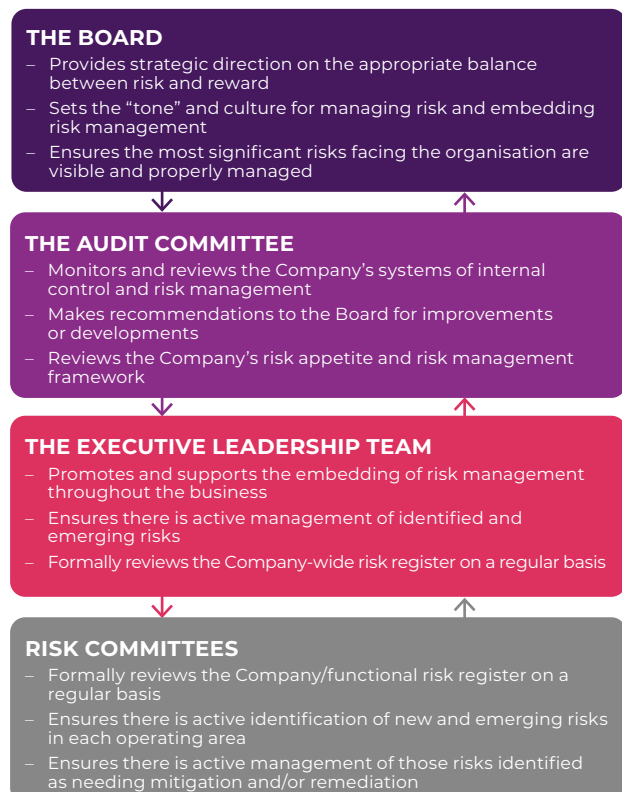 THE BOARD
– Provides strategic direction on the appropriate balance
between risk and reward
– Sets the “tone” and culture for managing risk and embedding
risk management
– Ensures the most significant risks facing the organisation are
visible and properly managed
THE AUDIT COMMITTEE
– Monitors and reviews the Company’s systems of internal
control and risk management
– Makes recommendations to the Board for improvements
or developments
– Reviews the Company’s risk appetite and risk management
framework
THE EXECUTIVE LEADERSHIP TEAM
– Promotes and supports the embedding of risk management
throughout the business
– Ensures there is active management of identified and
emerging risks
– Formally reviews the Company-wide risk register on a regular basis
RISK COMMITTEES
– Formally reviews the Company/functional risk register on a
regular basis
– Ensures there is active identification of new and emerging risks
in each operating area
– Ensures there is active management of those risks identified
as needing mitigation and/or remediation